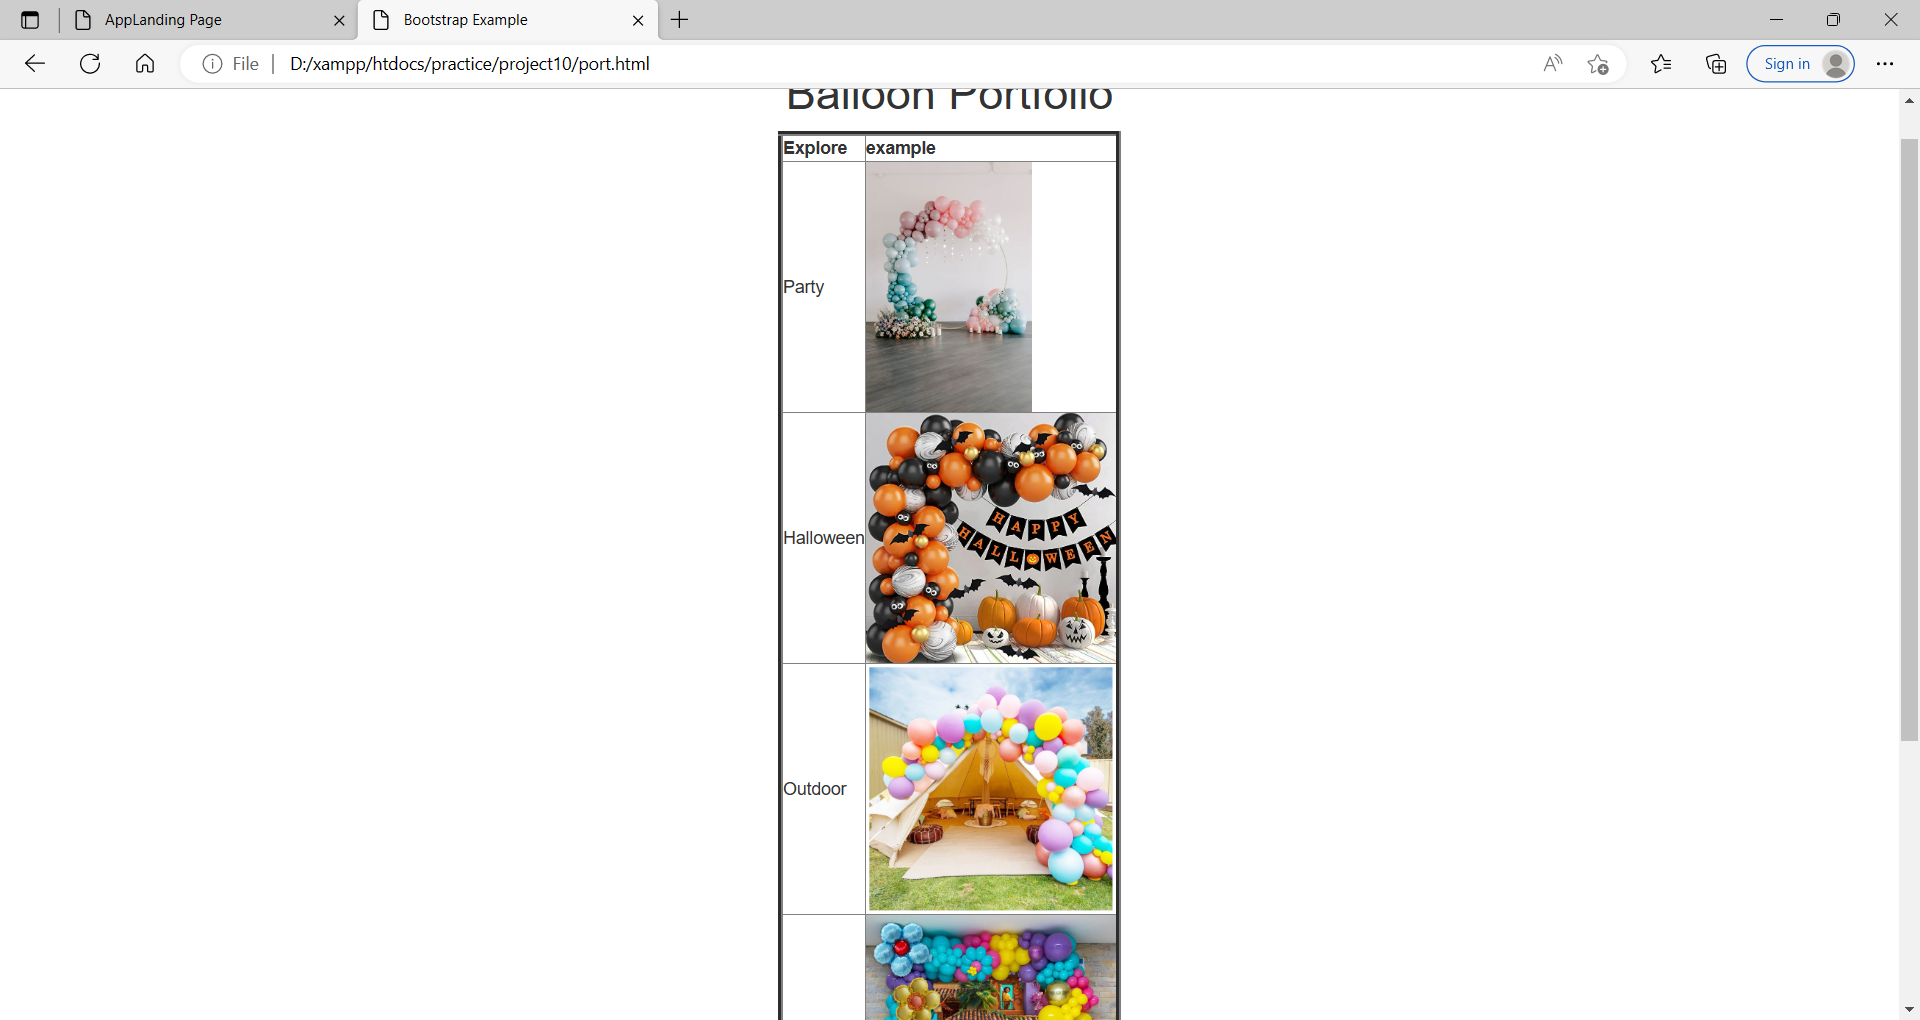 AppLanding Page
Bootstrap Example
File
D:/xampp/htdocs/practice/project10/port.html
Sign in
Balloon Portfolio
Explore example
Party
Halloween
HAPPY
HALLOWEEN
Outdoor